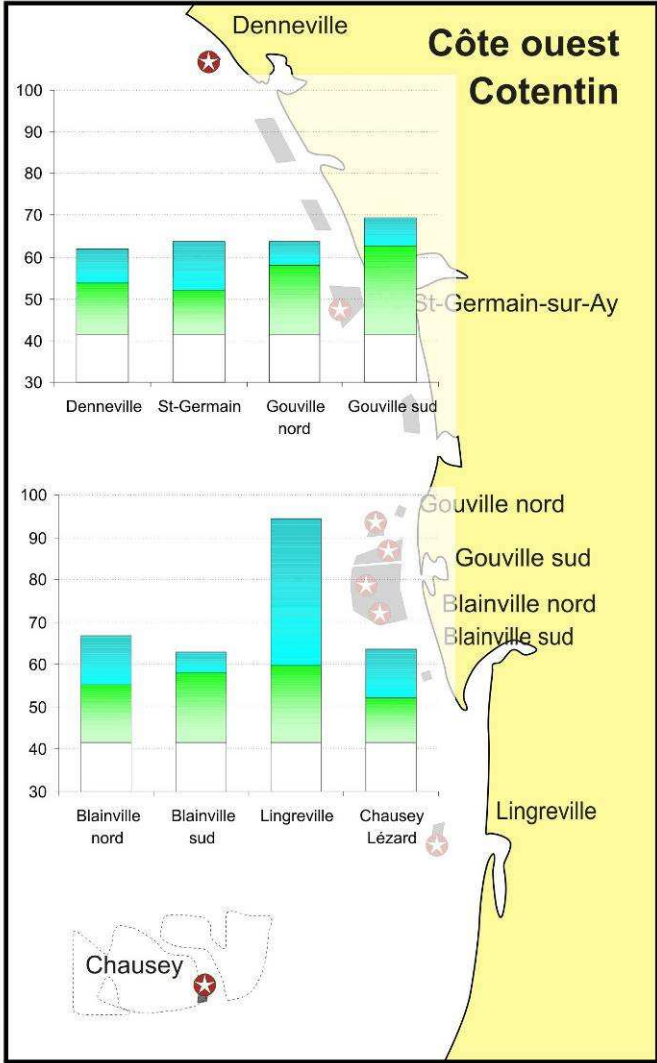 Denneville
Côte ouest
Cotentin
100
90
80
70
60
50
40
30
Denneville St-Germain Gouville nord Gouville sud
St-Germain-sur-Ay
100
90
80
70
60
50
40
30
Blainville nord Blainville sud Lingreville Chausey Lézard
Gouville nord
Gouville sud
Blainville nord
Blainville sud
Lingreville
Chausey